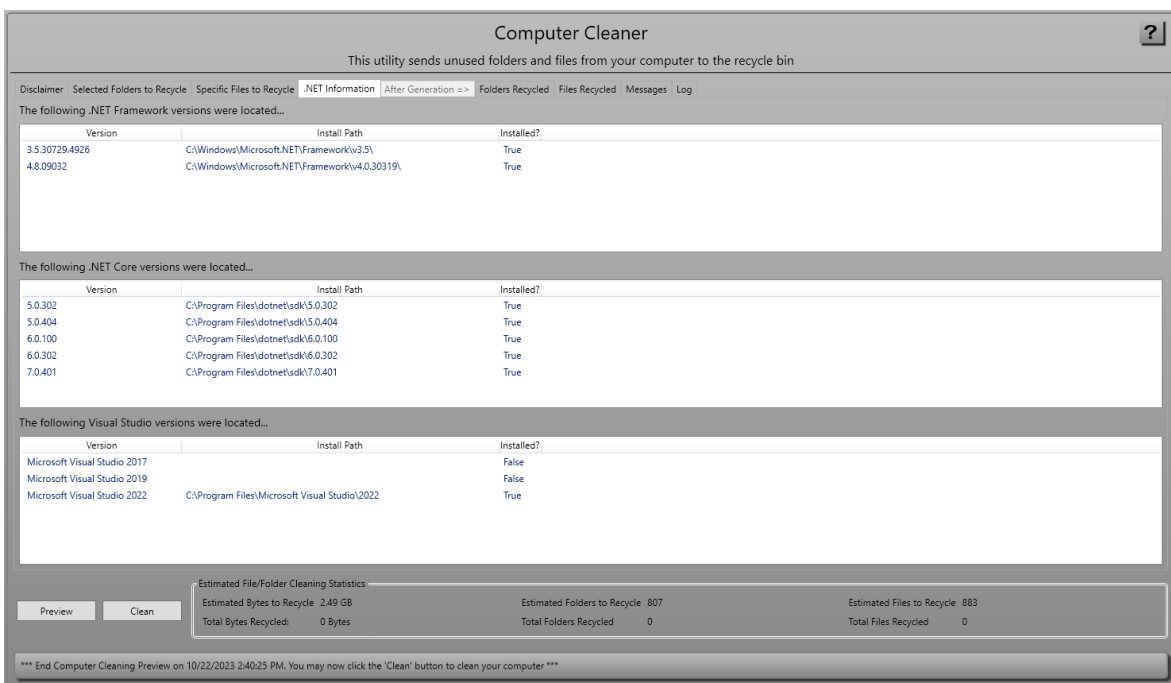 Computer Cleaner
?
This utility sends unused folders and files from your computer to the recycle bin
Disclaimer Selected Folders to Recycle Specific Files to Recycle .NET Information After Generation => Folders Recycled Files Recycled Messages Log
The following .NET Framework versions were located...
Version Install Path Installed?
3.5.30729.4926 C:\Windows\Microsoft.NET\Framework\v3.5\ True
4.8.09032 C:\Windows\Microsoft.NET\Framework\v4.0.30319\ True
The following .NET Core versions were located...
Version Install Path Installed?
5.0.302 C:\Program Files\dotnet\sdk\5.0.302 True
5.0.404 C:\Program Files\dotnet\sdk\5.0.404 True
6.0.100 C:\Program Files\dotnet\sdk\6.0.100 True
6.0.302 C:\Program Files\dotnet\sdk\6.0.302 True
7.0.401 C:\Program Files\dotnet\sdk\7.0.401 True
The following Visual Studio versions were located...
Version Install Path Installed?
Microsoft Visual Studio 2017 False
Microsoft Visual Studio 2019 False
Microsoft Visual Studio 2022 C:\Program Files\Microsoft Visual Studio\2022 True
Preview Clean
Estimated File/Folder Cleaning Statistics
Estimated Bytes to Recycle 2.49 GB Estimated Folders to Recycle 807 Estimated Files to Recycle 883
Total Bytes Recycled: 0 Bytes Total Folders Recycled 0 Total Files Recycled 0
*** End Computer Cleaning Preview on 10/22/2023 2:40:25 PM. You may now click the 'Clean' button to clean your computer ***